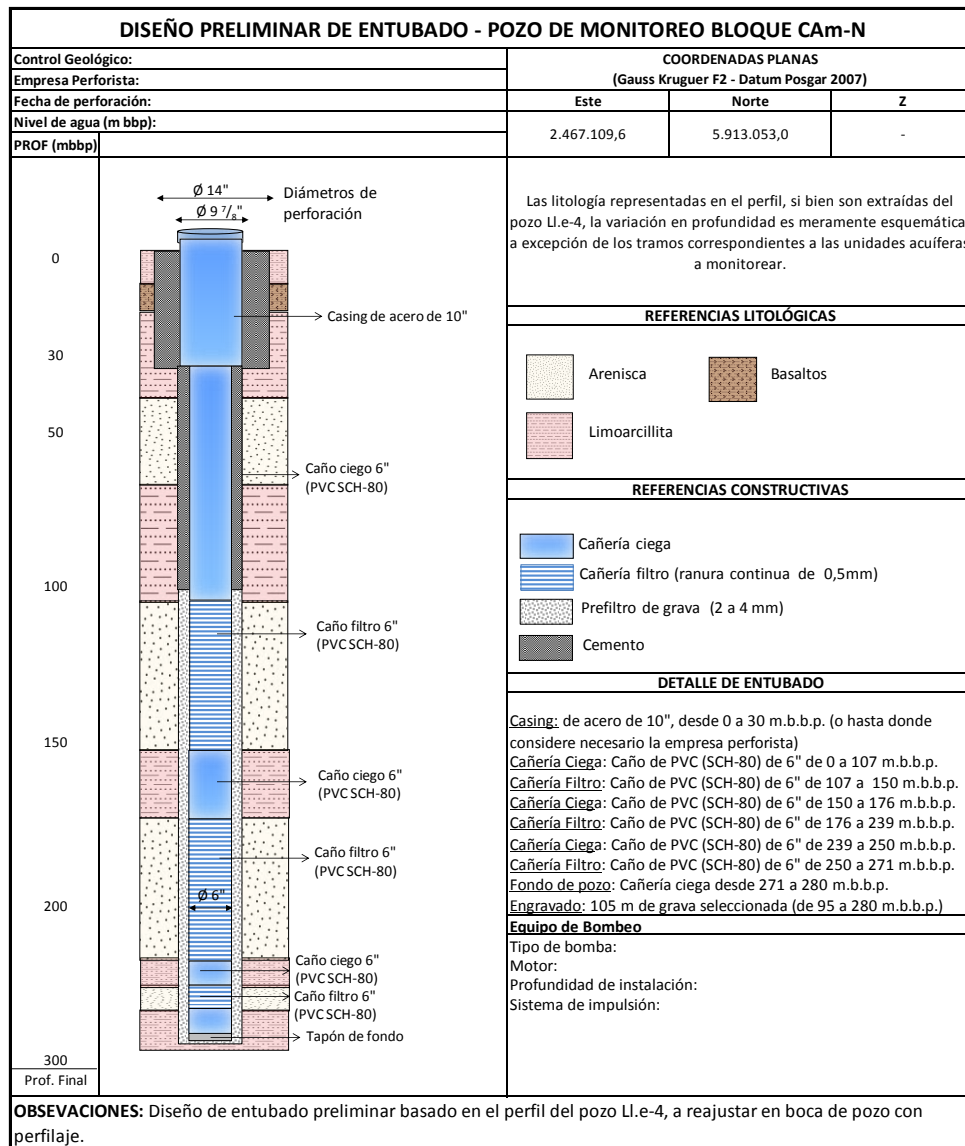 DISEÑO PRELIMINAR DE ENTUBADO - POZO DE MONITOREO BLOQUE CAm-N
Control Geológico:
Empresa Perforista:
Fecha de perforación:
Nivel de agua (m bbp):
PROF (mbbp)
COORDENADAS PLANAS
(Gauss Kruguer F2 - Datum Posgar 2007)
Este Norte Z
2.467.109,6 5.913.053,0 -
Ø 14"
Ø 9 7/8"
Diámetros de
perforación
0
30
50
100
150
200
300
Prof. Final
Casing de acero de 10"
Caño ciego 6"
(PVC SCH-80)
Caño filtro 6"
(PVC SCH-80)
Caño ciego 6"
(PVC SCH-80)
Caño filtro 6"
(PVC SCH-80)
Ø 6"
Caño ciego 6"
(PVC SCH-80)
Caño filtro 6"
(PVC SCH-80)
Tapón de fondo
Las litología representadas en el perfil, si bien son extraídas del
pozo Ll.e-4, la variación en profundidad es meramente esquemática
a excepción de los tramos correspondientes a las unidades acuíferas
a monitorear.
REFERENCIAS LITOLÓGICAS
Arenisca
Basaltos
Limoarcillita
REFERENCIAS CONSTRUCTIVAS
Cañería ciega
Cañería filtro (ranura continua de 0,5mm)
Prefiltro de grava (2 a 4 mm)
Cemento
DETALLE DE ENTUBADO
Casing: de acero de 10", desde 0 a 30 m.b.b.p. (o hasta donde
considere necesario la empresa perforista)
Cañería Ciega: Caño de PVC (SCH-80) de 6" de 0 a 107 m.b.b.p.
Cañería Filtro: Caño de PVC (SCH-80) de 6" de 107 a 150 m.b.b.p.
Cañería Ciega: Caño de PVC (SCH-80) de 6" de 150 a 176 m.b.b.p.
Cañería Filtro: Caño de PVC (SCH-80) de 6" de 176 a 239 m.b.b.p.
Cañería Ciega: Caño de PVC (SCH-80) de 6" de 239 a 250 m.b.b.p.
Cañería Filtro: Caño de PVC (SCH-80) de 6" de 250 a 271 m.b.b.p.
Fondo de pozo: Cañería ciega desde 271 a 280 m.b.b.p.
Engravado: 105 m de grava seleccionada (de 95 a 280 m.b.b.p.)
Equipo de Bombeo
Tipo de bomba:
Motor:
Profundidad de instalación:
Sistema de impulsión:
OBSEVACIONES: Diseño de entubado preliminar basado en el perfil del pozo Ll.e-4, a reajustar en boca de pozo con
perfilaje.